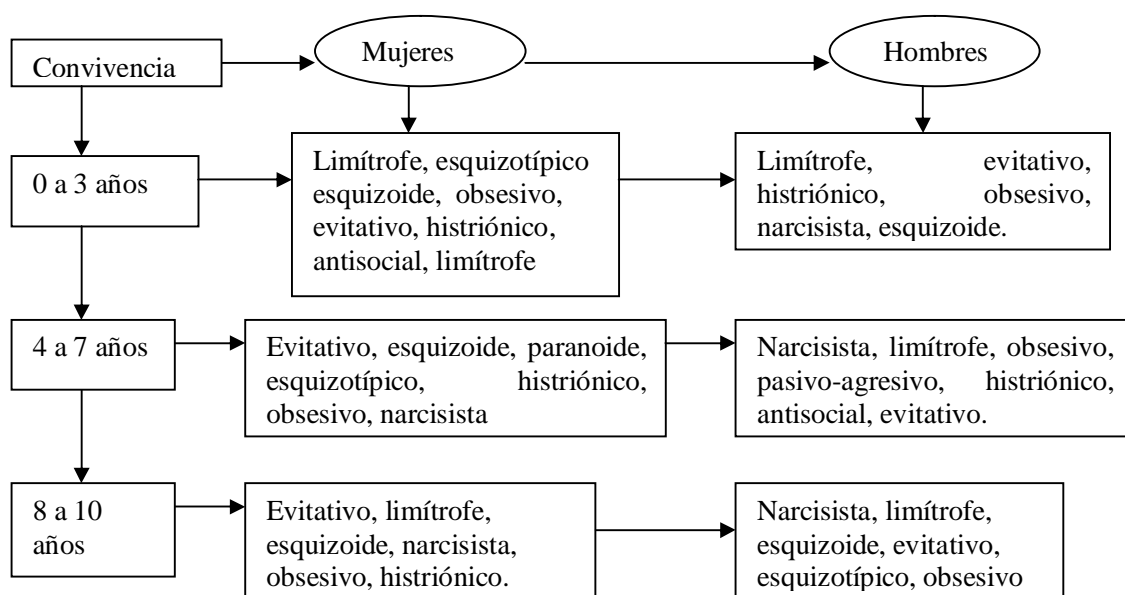 Convivencia
Mujeres
Hombres
0 a 3 años
Limítrofe, esquizotípico
esquizoide, obsesivo,
evitativo, histriónico,
antisocial, limítrofe
Limítrofe, evitativo,
histriónico, obsesivo,
narcisista, esquizoide.
4 a 7 años
Evitativo, esquizoide, paranoide,
esquizotípico, histriónico,
obsesivo, narcisista
Narcisista, limítrofe, obsesivo,
pasivo-agresivo, histriónico,
antisocial, evitativo.
8 a 10
años
Evitativo, limítrofe,
esquizoide, narcisista,
obsesivo, histriónico.
Narcisista, limítrofe,
esquizoide, evitativo,
esquizotípico, obsesivo